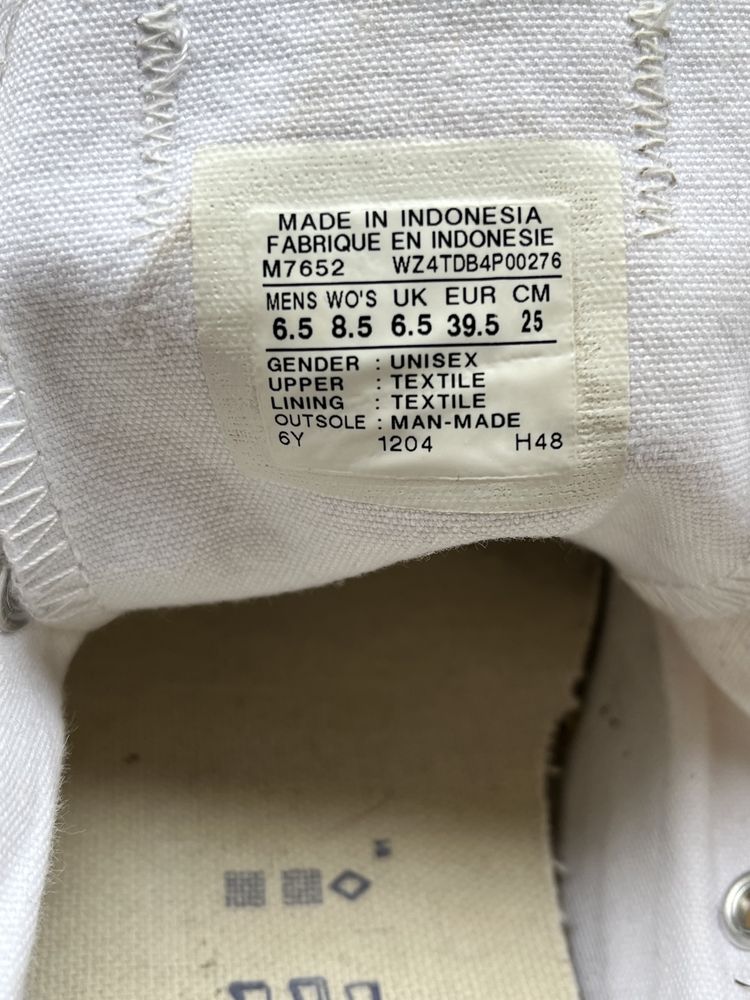 MADE IN INDONESIA
FABRIQUE EN INDONESIE
M7652 WZ4TDB4P00276
MENS WO'S UK EUR CM
6.5 8.5 6.5 39.5 25
GENDER : UNISEX
UPPER : TEXTILE
LINING : TEXTILE
OUTSOLE : MAN-MADE
6Y 1204 H48